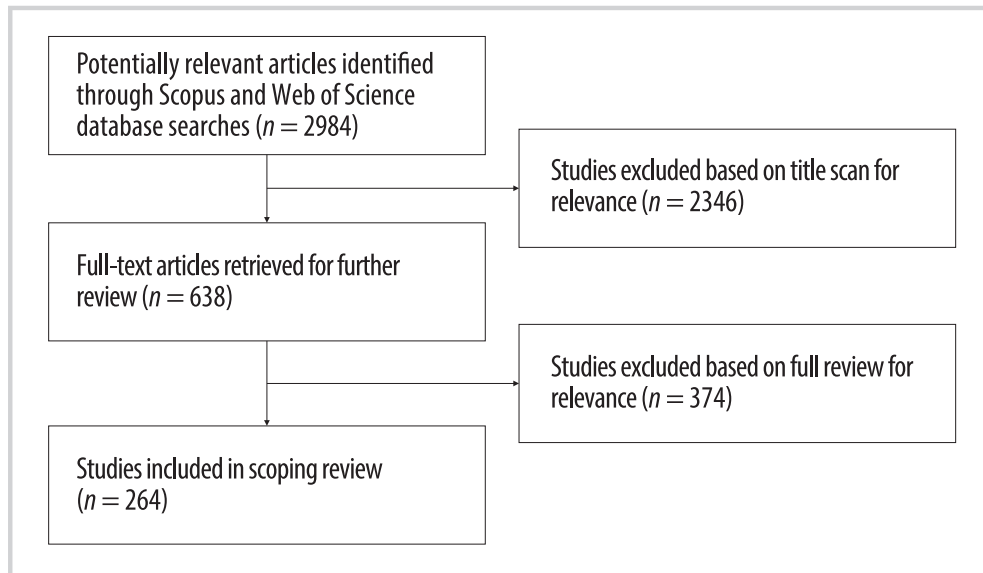 Potentially relevant articles identified
through Scopus and Web of Science
database searches (n = 2984)
Studies excluded based on title scan for
relevance (n = 2346)
Full-text articles retrieved for further
review (n = 638)
Studies excluded based on full review for
relevance (n = 374)
Studies included in scoping review
(n = 264)